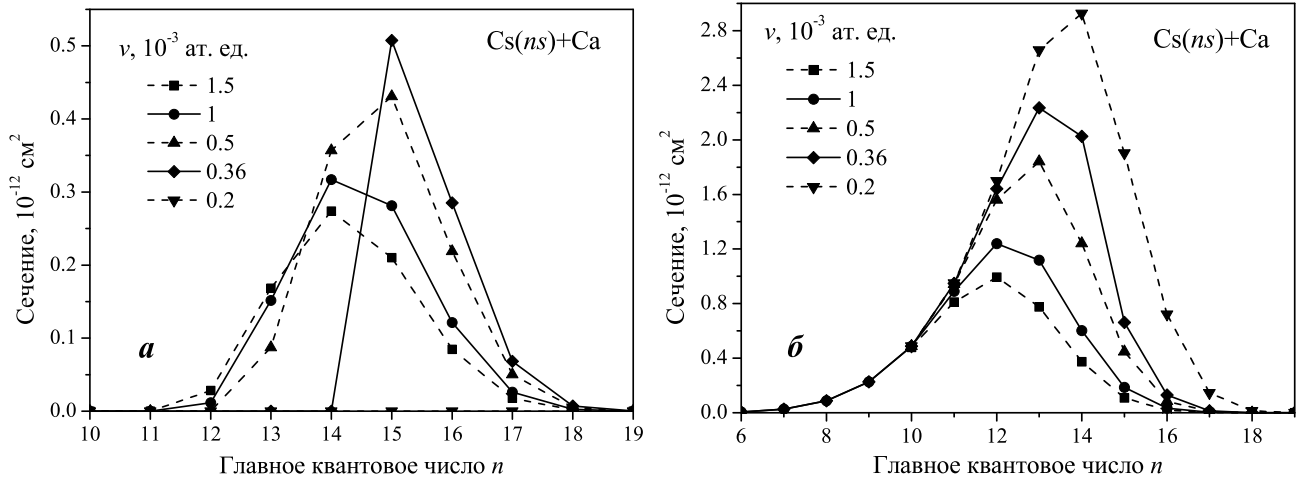 Сечение, 10⁻¹² см²
0.5
0.4
0.3
0.2
0.1
0.0
v, 10⁻³ ат. ед.
1.5
1
0.5
0.36
0.2
Cs(ns)+Ca
а
10 11 12 13 14 15 16 17 18 19
Главное квантовое число n
Сечение, 10⁻¹² см²
2.8
2.4
2.0
1.6
1.2
0.8
0.4
0.0
v, 10⁻³ ат. ед.
1.5
1
0.5
0.36
0.2
Cs(ns)+Ca
б
6 8 10 12 14 16 18
Главное квантовое число n